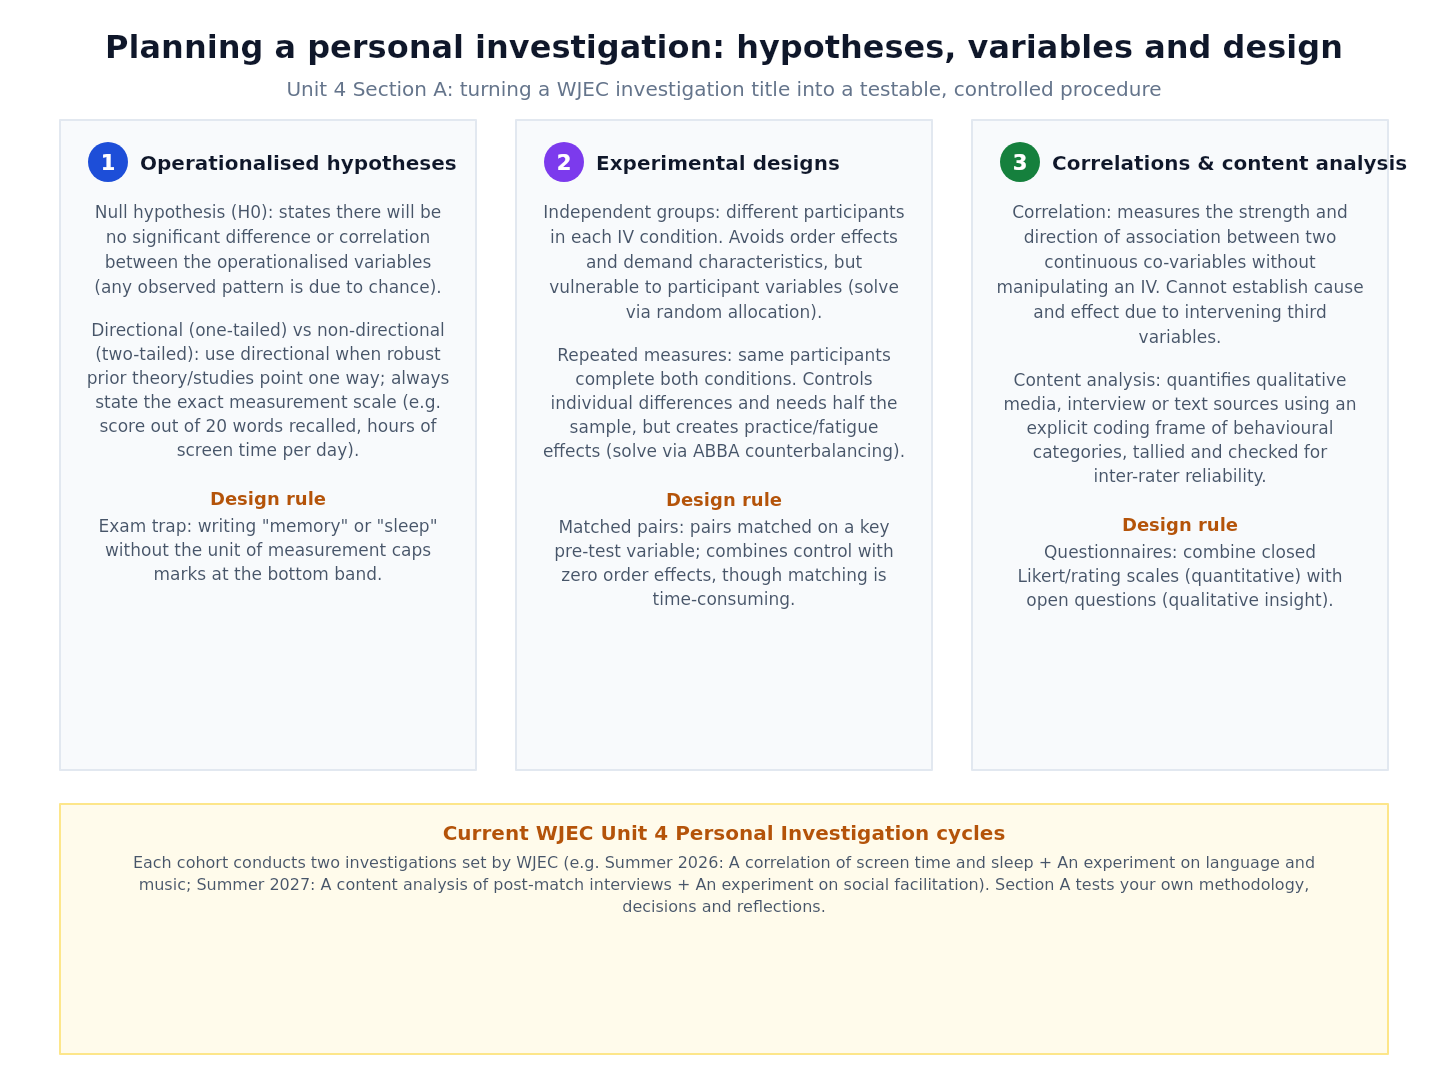 Planning a personal investigation: hypotheses, variables and design
Unit 4 Section A: turning a WJEC investigation title into a testable, controlled procedure
1 Operationalised hypotheses
Null hypothesis (H0): states there will be
no significant difference or correlation
between the operationalised variables
(any observed pattern is due to chance).
Directional (one-tailed) vs non-directional
(two-tailed): use directional when robust
prior theory/studies point one way; always
state the exact measurement scale (e.g.
score out of 20 words recalled, hours of
screen time per day).
Design rule
Exam trap: writing "memory" or "sleep"
without the unit of measurement caps
marks at the bottom band.
2 Experimental designs
Independent groups: different participants
in each IV condition. Avoids order effects
and demand characteristics, but
vulnerable to participant variables (solve
via random allocation).
Repeated measures: same participants
complete both conditions. Controls
individual differences and needs half the
sample, but creates practice/fatigue
effects (solve via ABBA counterbalancing).
Design rule
Matched pairs: pairs matched on a key
pre-test variable; combines control with
zero order effects, though matching is
time-consuming.
3 Correlations & content analysis
Correlation: measures the strength and
direction of association between two
continuous co-variables without
manipulating an IV. Cannot establish cause
and effect due to intervening third
variables.
Content analysis: quantifies qualitative
media, interview or text sources using an
explicit coding frame of behavioural
categories, tallied and checked for
inter-rater reliability.
Design rule
Questionnaires: combine closed
Likert/rating scales (quantitative) with
open questions (qualitative insight).
Current WJEC Unit 4 Personal Investigation cycles
Each cohort conducts two investigations set by WJEC (e.g. Summer 2026: A correlation of screen time and sleep + An experiment on language and
music; Summer 2027: A content analysis of post-match interviews + An experiment on social facilitation). Section A tests your own methodology,
decisions and reflections.